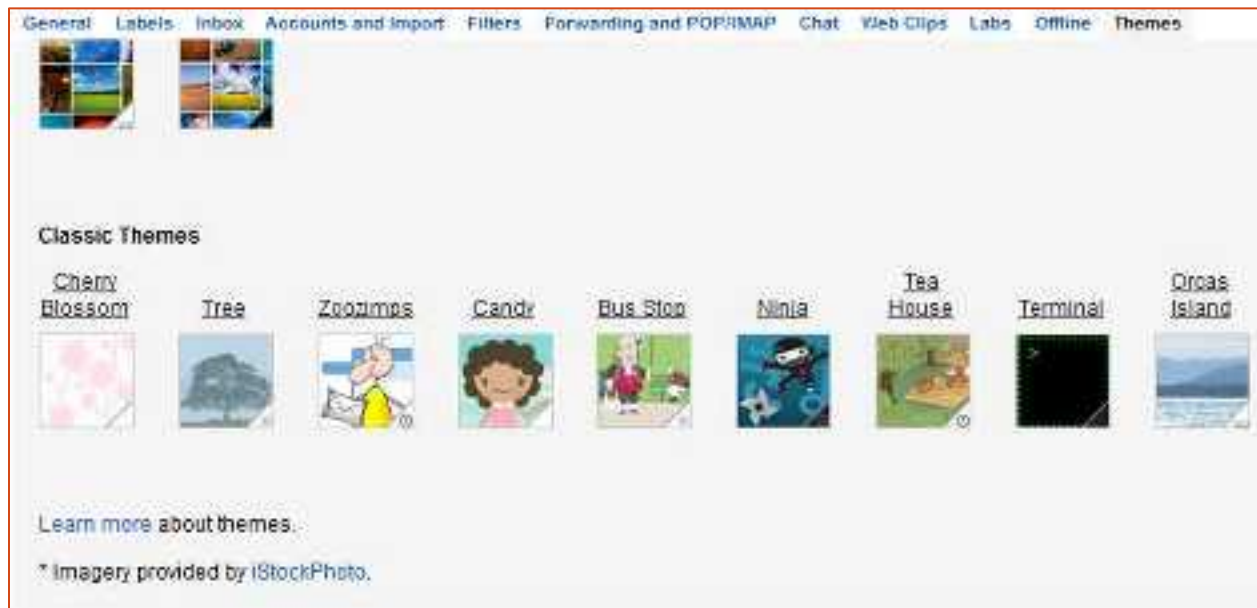 General Labels Inbox Accounts and Import Filters Forwarding and POP/IMAP Chat Web Clips Labs Offline Themes
Classic Themes
Cherry Blossom Tree Zoozimps Candy Bus Stop Ninja Tea House Terminal Orcas Island
>
Learn more about themes.
* Imagery provided by iStockPhoto.